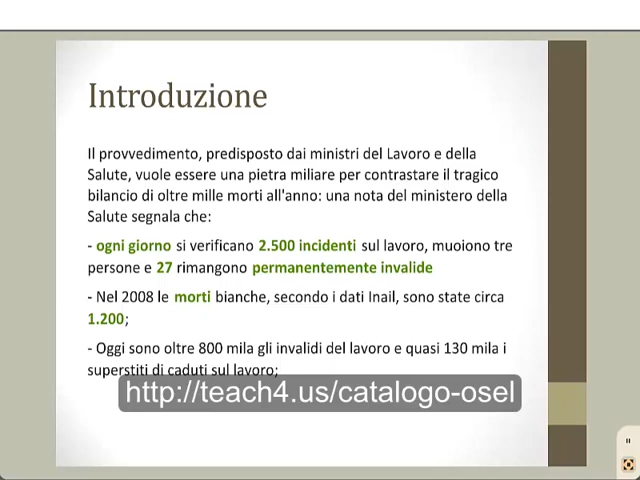 Introduzione
Il provvedimento, predisposto dai ministri del Lavoro e della
Salute, vuole essere una pietra miliare per contrastare il tragico
bilancio di oltre mille morti all'anno: una nota del ministero della
Salute segnala che:
- ogni giorno si verificano 2.500 incidenti sul lavoro, muoiono tre
persone e 27 rimangono permanentemente invalide
- Nel 2008 le morti bianche, secondo i dati Inail, sono state circa
1.200;
- Oggi sono oltre 800 mila gli invalidi del lavoro e quasi 130 mila i
superstiti di caduti sul lavoro;
http://teach4.us/catalogo-osel